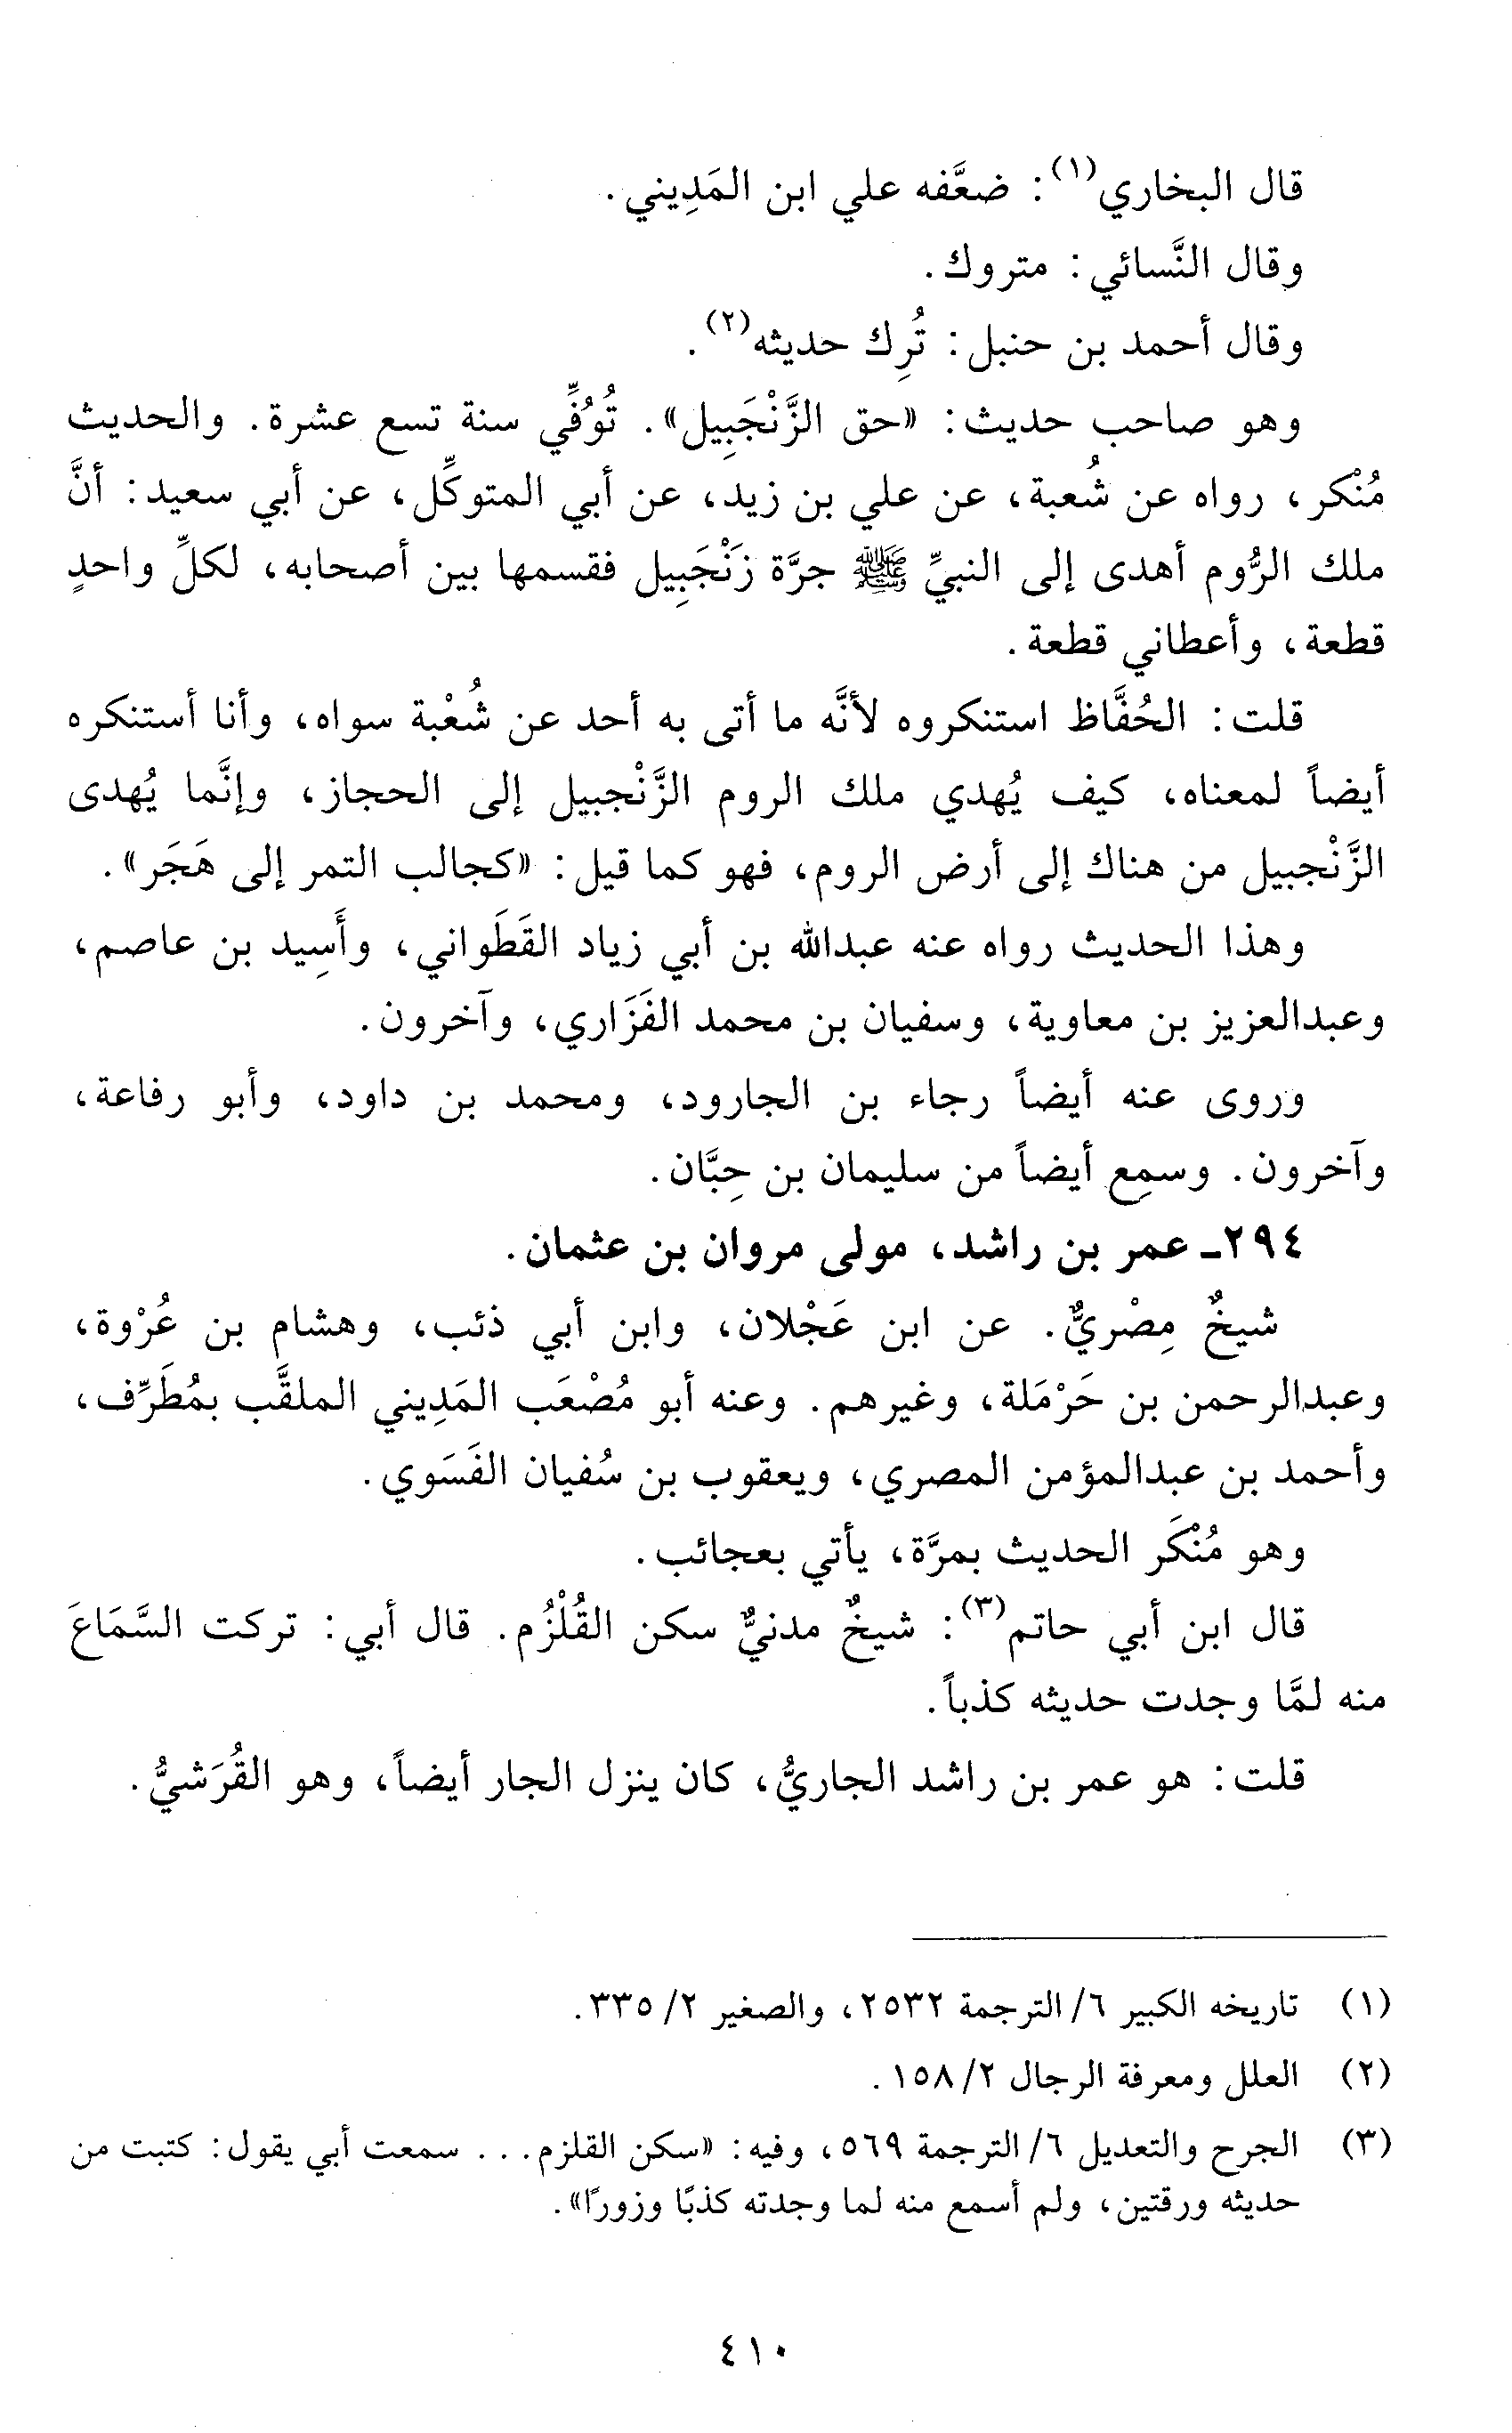 قال البخاري(١): ضعَّفه علي ابن المَدِيني.
وقال النَّسائي: متروك.
وقال أحمد بن حنبل: تُرِك حديثه(٢).
وهو صاحب حديث: «حق الزَّنْجَبِيل». تُوُفِّي سنة تسع عشرة. والحديث
مُنْكر، رواه عن شُعبة، عن علي بن زيد، عن أبي المتوكِّل، عن أبي سعيد: أنَّ
ملك الرُّوم أهدى إلى النبيِّ ﷺ جرَّة زَنْجَبِيل فقسمها بين أصحابه، لكلِّ واحدٍ
قطعة، وأعطاني قطعة.
قلت: الحُفَّاظ استنكروه لأنَّه ما أتى به أحد عن شُعْبة سواه، وأنا أستنكره
أيضاً لمعناه، كيف يُهدي ملك الروم الزَّنْجبيل إلى الحجاز، وإنَّما يُهدى
الزَّنْجبيل من هناك إلى أرض الروم، فهو كما قيل: «كجالب التمر إلى هَجَر».
وهذا الحديث رواه عنه عبدالله بن أبي زياد القَطَواني، وأَسِيد بن عاصم،
وعبدالعزيز بن معاوية، وسفيان بن محمد الفَزَاري، وآخرون.
وروى عنه أيضاً رجاء بن الجارود، ومحمد بن داود، وأبو رفاعة،
وآخرون. وسمِع أيضاً من سليمان بن حِبَّان.
٢٩٤ـ عمر بن راشد، مولى مروان بن عثمان.
شيخٌ مِصْريٌّ. عن ابن عَجْلان، وابن أبي ذئب، وهشام بن عُرْوة،
وعبدالرحمن بن حَرْمَلة، وغيرهم. وعنه أبو مُصْعَب المَدِيني الملقَّب بمُطَرِّف،
وأحمد بن عبدالمؤمن المصري، ويعقوب بن سُفيان الفَسَوي.
وهو مُنْكَر الحديث بمرَّة، يأتي بعجائب.
قال ابن أبي حاتم(٣): شيخٌ مدنيٌّ سكن القُلْزُم. قال أبي: تركت السَّمَاعَ
منه لمَّا وجدت حديثه كذباً.
قلت: هو عمر بن راشد الجاريُّ، كان ينزل الجار أيضاً، وهو القُرَشيُّ.
(١) تاريخه الكبير ٦/ الترجمة ٢٥٣٢، والصغير ٢/ ٣٣٥.
(٢) العلل ومعرفة الرجال ٢/ ١٥٨.
(٣) الجرح والتعديل ٦/ الترجمة ٥٦٩، وفيه: «سكن القلزم... سمعت أبي يقول: كتبت من
حديثه ورقتين، ولم أسمع منه لما وجدته كذبًا وزورًا».
٤١٠